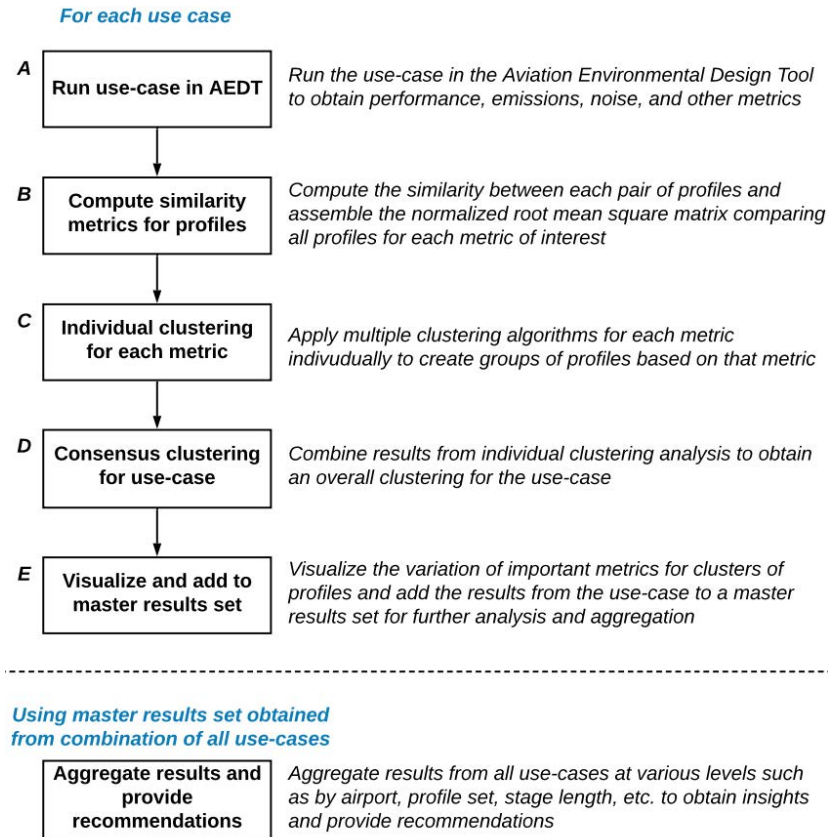 For each use case
A
Run use-case in AEDT
Run the use-case in the Aviation Environmental Design Tool
to obtain performance, emissions, noise, and other metrics
B
Compute similarity
metrics for profiles
Compute the similarity between each pair of profiles and
assemble the normalized root mean square matrix comparing
all profiles for each metric of interest
C
Individual clustering
for each metric
Apply multiple clustering algorithms for each metric
indivudually to create groups of profiles based on that metric
D
Consensus clustering
for use-case
Combine results from individual clustering analysis to obtain
an overall clustering for the use-case
E
Visualize and add to
master results set
Visualize the variation of important metrics for clusters of
profiles and add the results from the use-case to a master
results set for further analysis and aggregation
Using master results set obtained
from combination of all use-cases
Aggregate results and
provide
recommendations
Aggregate results from all use-cases at various levels such
as by airport, profile set, stage length, etc. to obtain insights
and provide recommendations